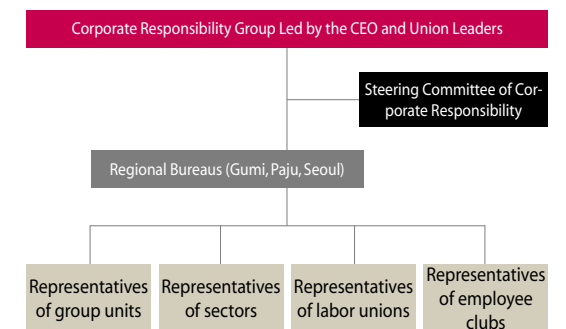 Corporate Responsibility Group Led by the CEO and Union Leaders
Steering Committee of Cor-
porate Responsibility
Regional Bureaus (Gumi, Paju, Seoul)
Representatives
of group units
Representatives
of sectors
Representatives
of labor unions
Representatives
of employee
clubs